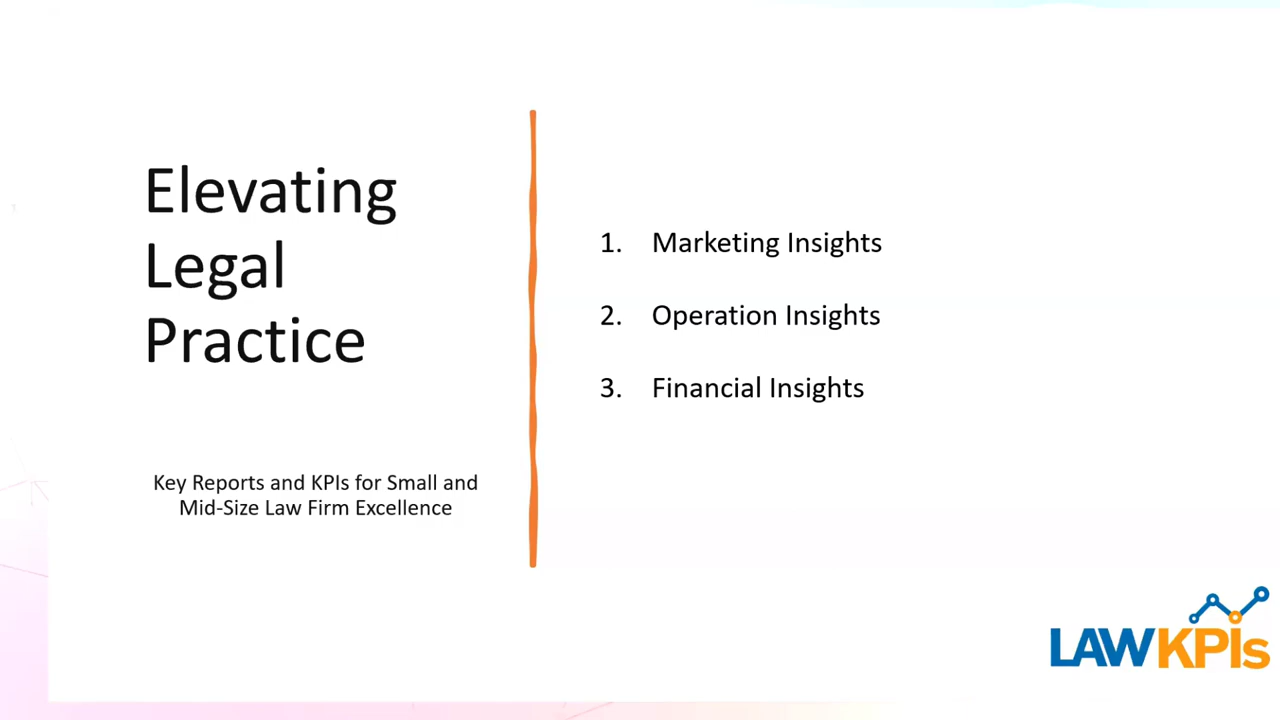 Elevating
Legal
Practice
Key Reports and KPIs for Small and
Mid-Size Law Firm Excellence
1. Marketing Insights
2. Operation Insights
3. Financial Insights
LAWKPIs